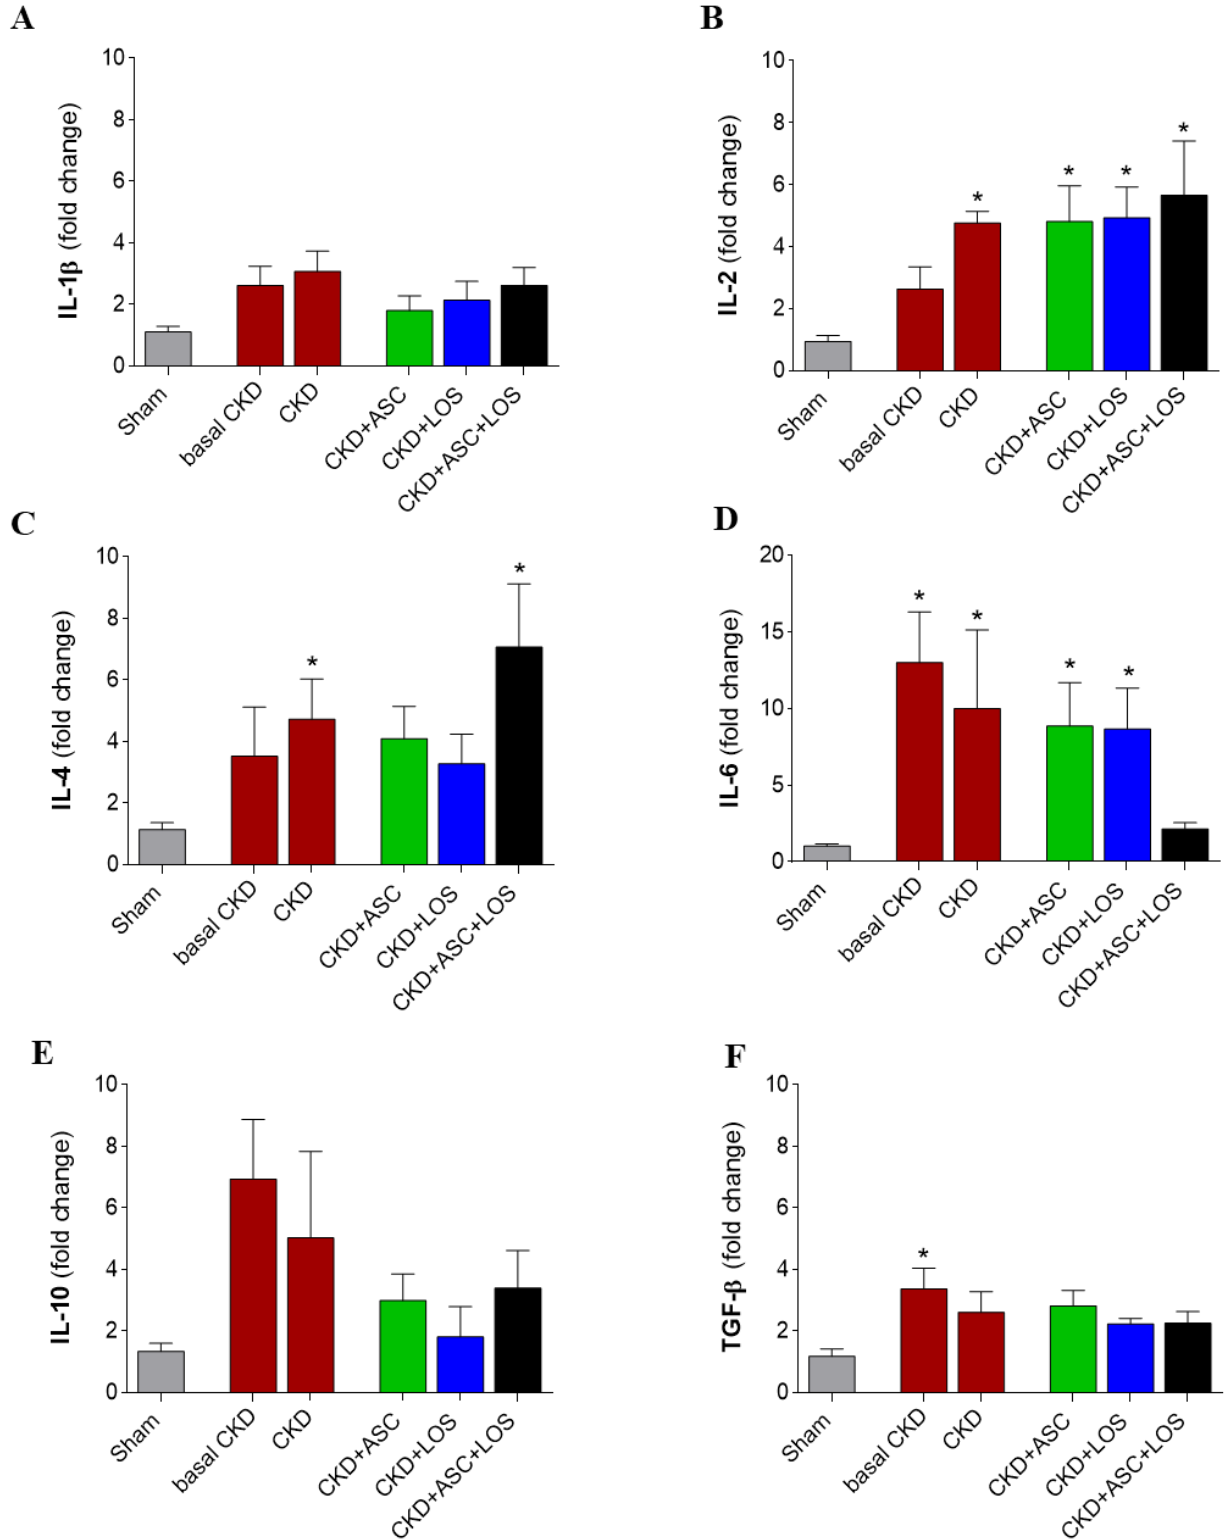 A
IL-1β (fold change)
10
8
6
4
2
0
Sham
basal CKD
CKD
CKD+ASC
CKD+LOS
CKD+ASC+LOS
B
IL-2 (fold change)
10
8
6
4
2
0
*
*
*
*
Sham
basal CKD
CKD
CKD+ASC
CKD+LOS
CKD+ASC+LOS
C
IL-4 (fold change)
10
8
6
4
2
0
*
*
Sham
basal CKD
CKD
CKD+ASC
CKD+LOS
CKD+ASC+LOS
D
IL-6 (fold change)
20
15
10
5
0
*
*
*
*
Sham
basal CKD
CKD
CKD+ASC
CKD+LOS
CKD+ASC+LOS
E
IL-10 (fold change)
10
8
6
4
2
0
Sham
basal CKD
CKD
CKD+ASC
CKD+LOS
CKD+ASC+LOS
F
TGF-β (fold change)
10
8
6
4
2
0
*
Sham
basal CKD
CKD
CKD+ASC
CKD+LOS
CKD+ASC+LOS